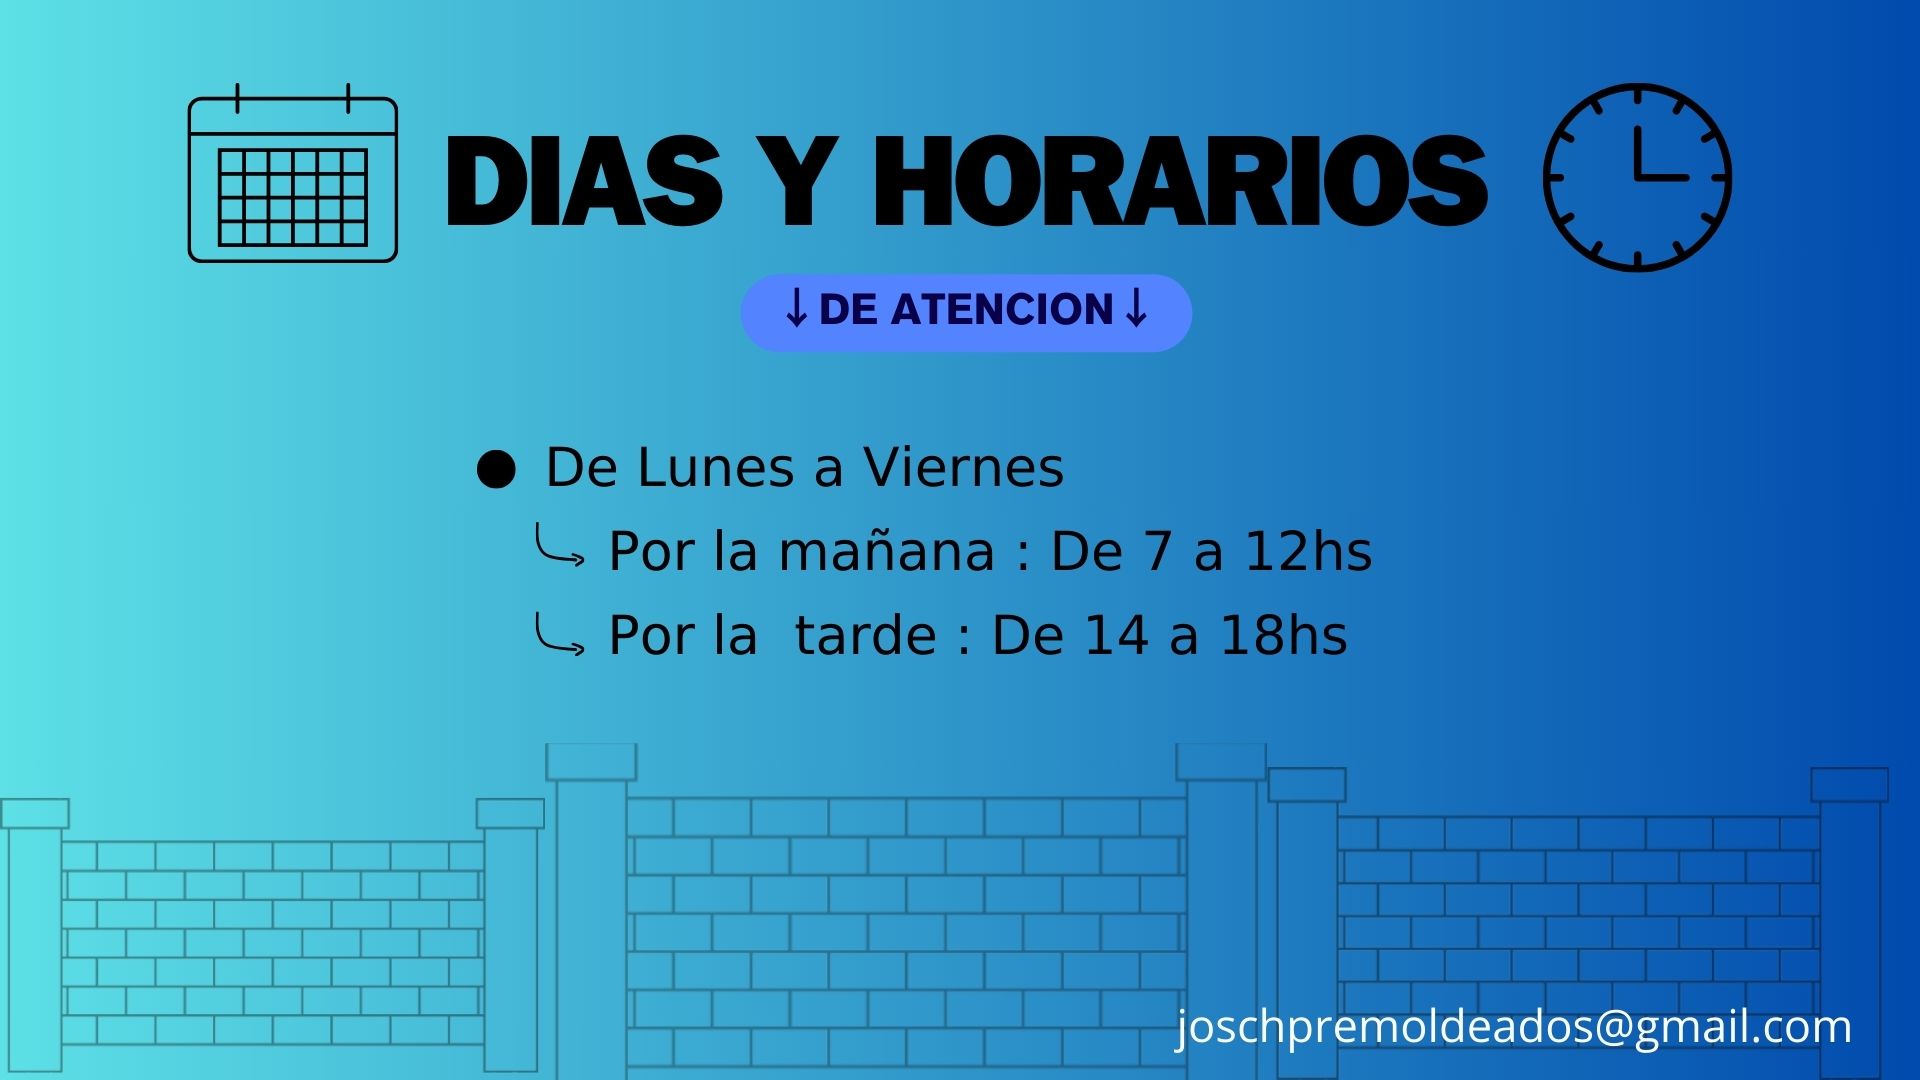 DIAS Y HORARIOS
↓DE ATENCION↓
● De Lunes a Viernes
Por la mañana : De 7 a 12hs
Por la  tarde : De 14 a 18hs
joschpremoldeados@gmail.com